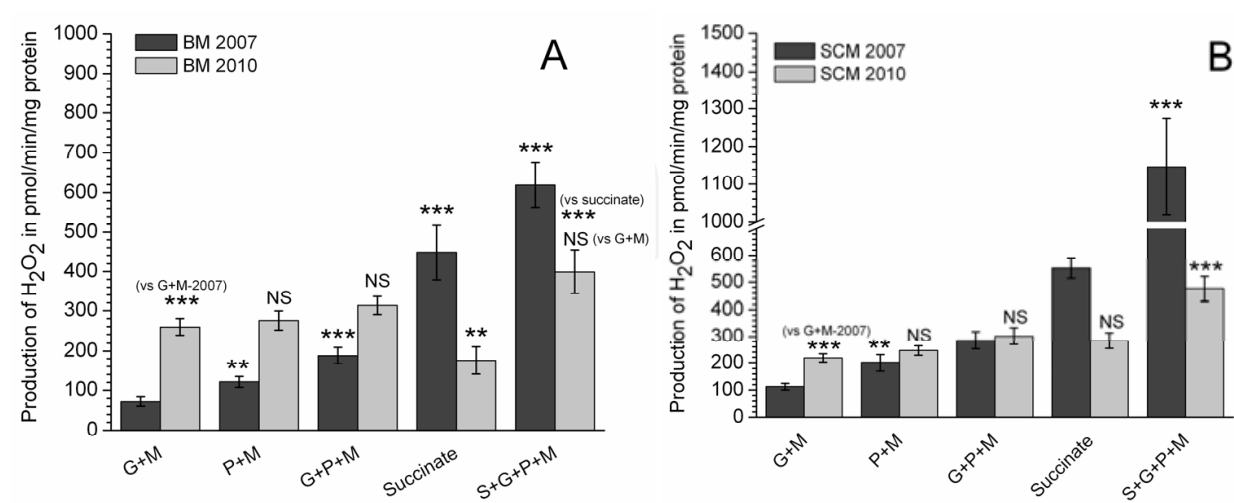 A
BM 2007
BM 2010
Production of H2O2 in pmol/min/mg protein
1000
900
800
700
600
500
400
300
200
100
0
(vs G+M-2007)
***
**
NS
***
NS
***
**
***
(vs succinate)
***
NS (vs G+M)
G+M
P+M
G+P+M
Succinate
S+G+P+M
B
SCM 2007
SCM 2010
Production of H2O2 in pmol/min/mg protein
1500
1400
1300
1200
1100
1000
600
500
400
300
200
100
0
(vs G+M-2007)
***
**
NS
NS
NS
***
***
G+M
P+M
G+P+M
Succinate
S+G+P+M